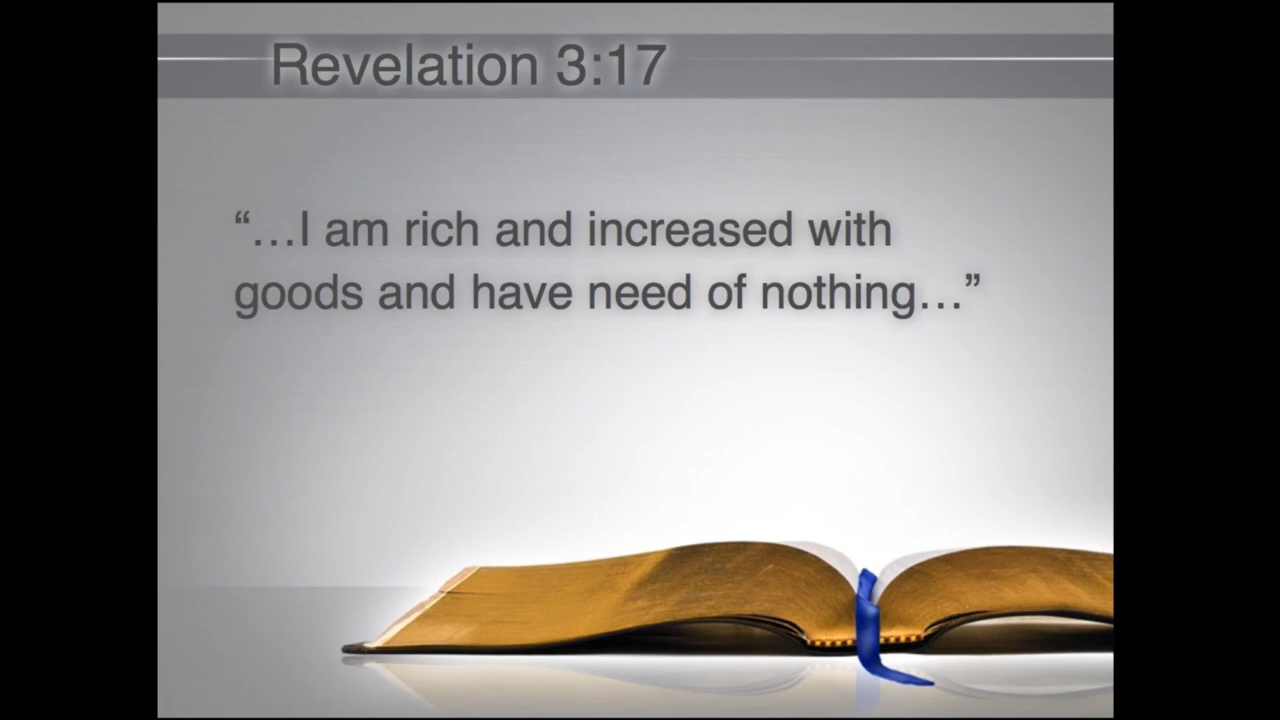 Revelation 3:17
“…I am rich and increased with
goods and have need of nothing…”